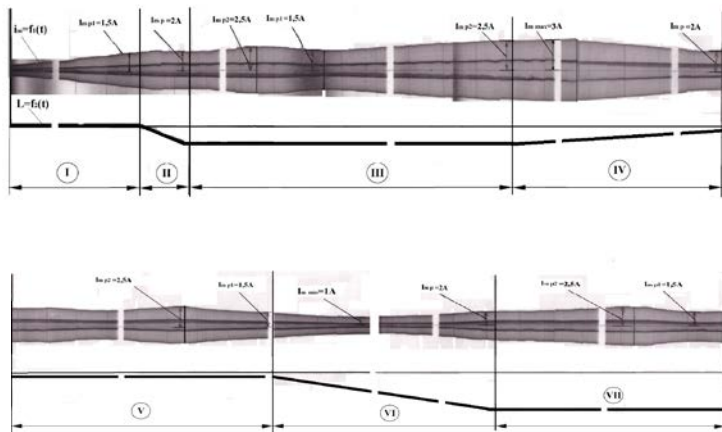 iм=f₁(t)
Iм р1=1,5A
Iм р=2A
Iм р2=2,5A
Iм р1=1,5A
Iм р2=2,5A
Iм max=3A
Iм р=2A
L=f₂(t)
I
II
III
IV
Iм р2=2,5A
Iм р1=1,5A
Iм min=1A
Iм р=2A
Iм р2=2,5A
Iм р1=1,5A
V
VI
VII